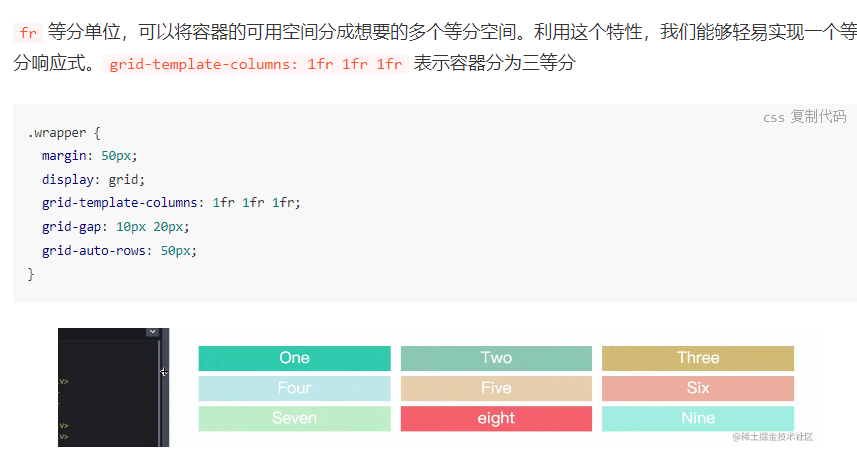 fr 等分单位，可以将容器的可用空间分成想要的多个等分空间。利用这个特性，我们能够轻易实现一个等
分响应式。grid-template-columns: 1fr 1fr 1fr 表示容器分为三等分
css 复制代码
.wrapper {
  margin: 50px;
  display: grid;
  grid-template-columns: 1fr 1fr 1fr;
  grid-gap: 10px 20px;
  grid-auto-rows: 50px;
}
One Two Three
Four Five Six
Seven eight Nine
@稀土掘金技术社区